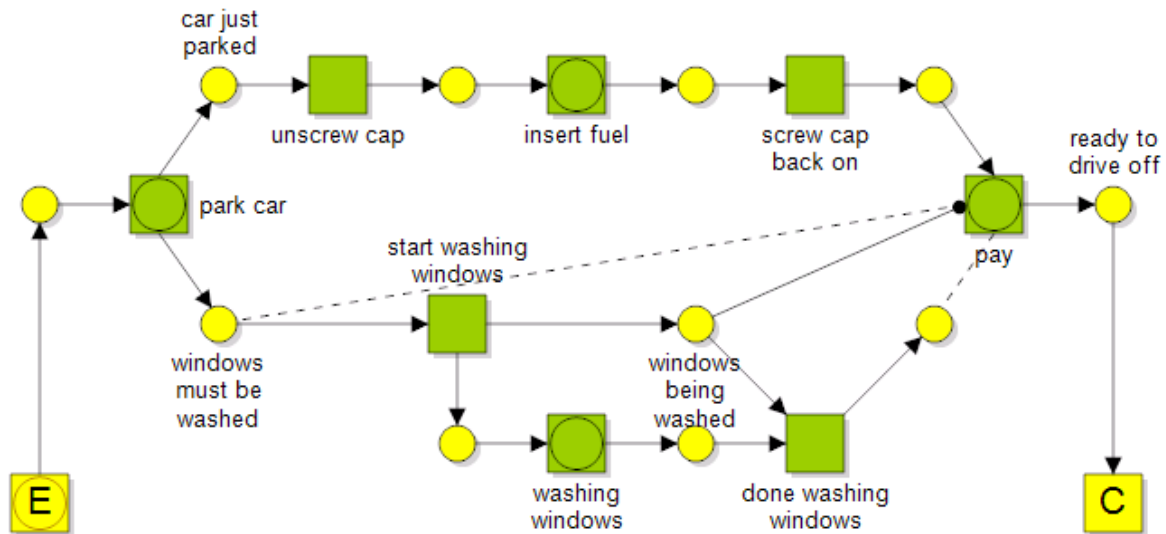 car just
parked
unscrew cap
insert fuel
screw cap
back on
ready to
drive off
park car
start washing
windows
pay
windows
must be
washed
windows
being
washed
E
washing
windows
done washing
windows
C